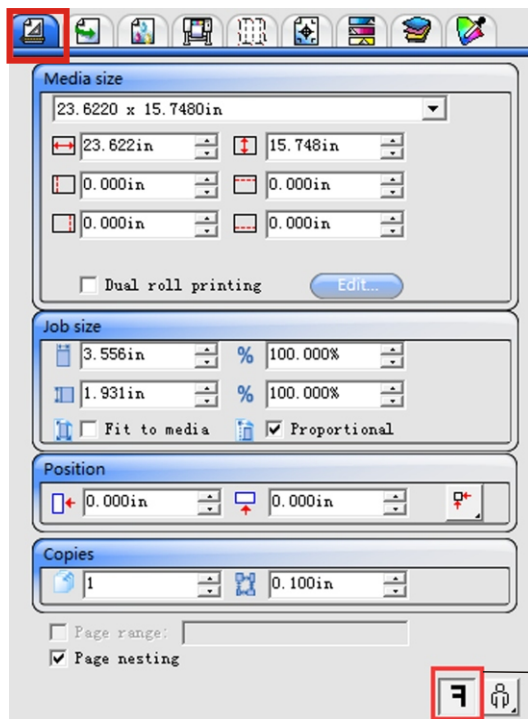 Media size
23.6220 x 15.7480in
23.622in 15.748in
0.000in 0.000in
0.000in 0.000in
Dual roll printing Edit...
Job size
3.556in % 100.000%
1.931in % 100.000%
Fit to media Proportional
Position
0.000in 0.000in
Copies
1 0.100in
Page range:
Page nesting